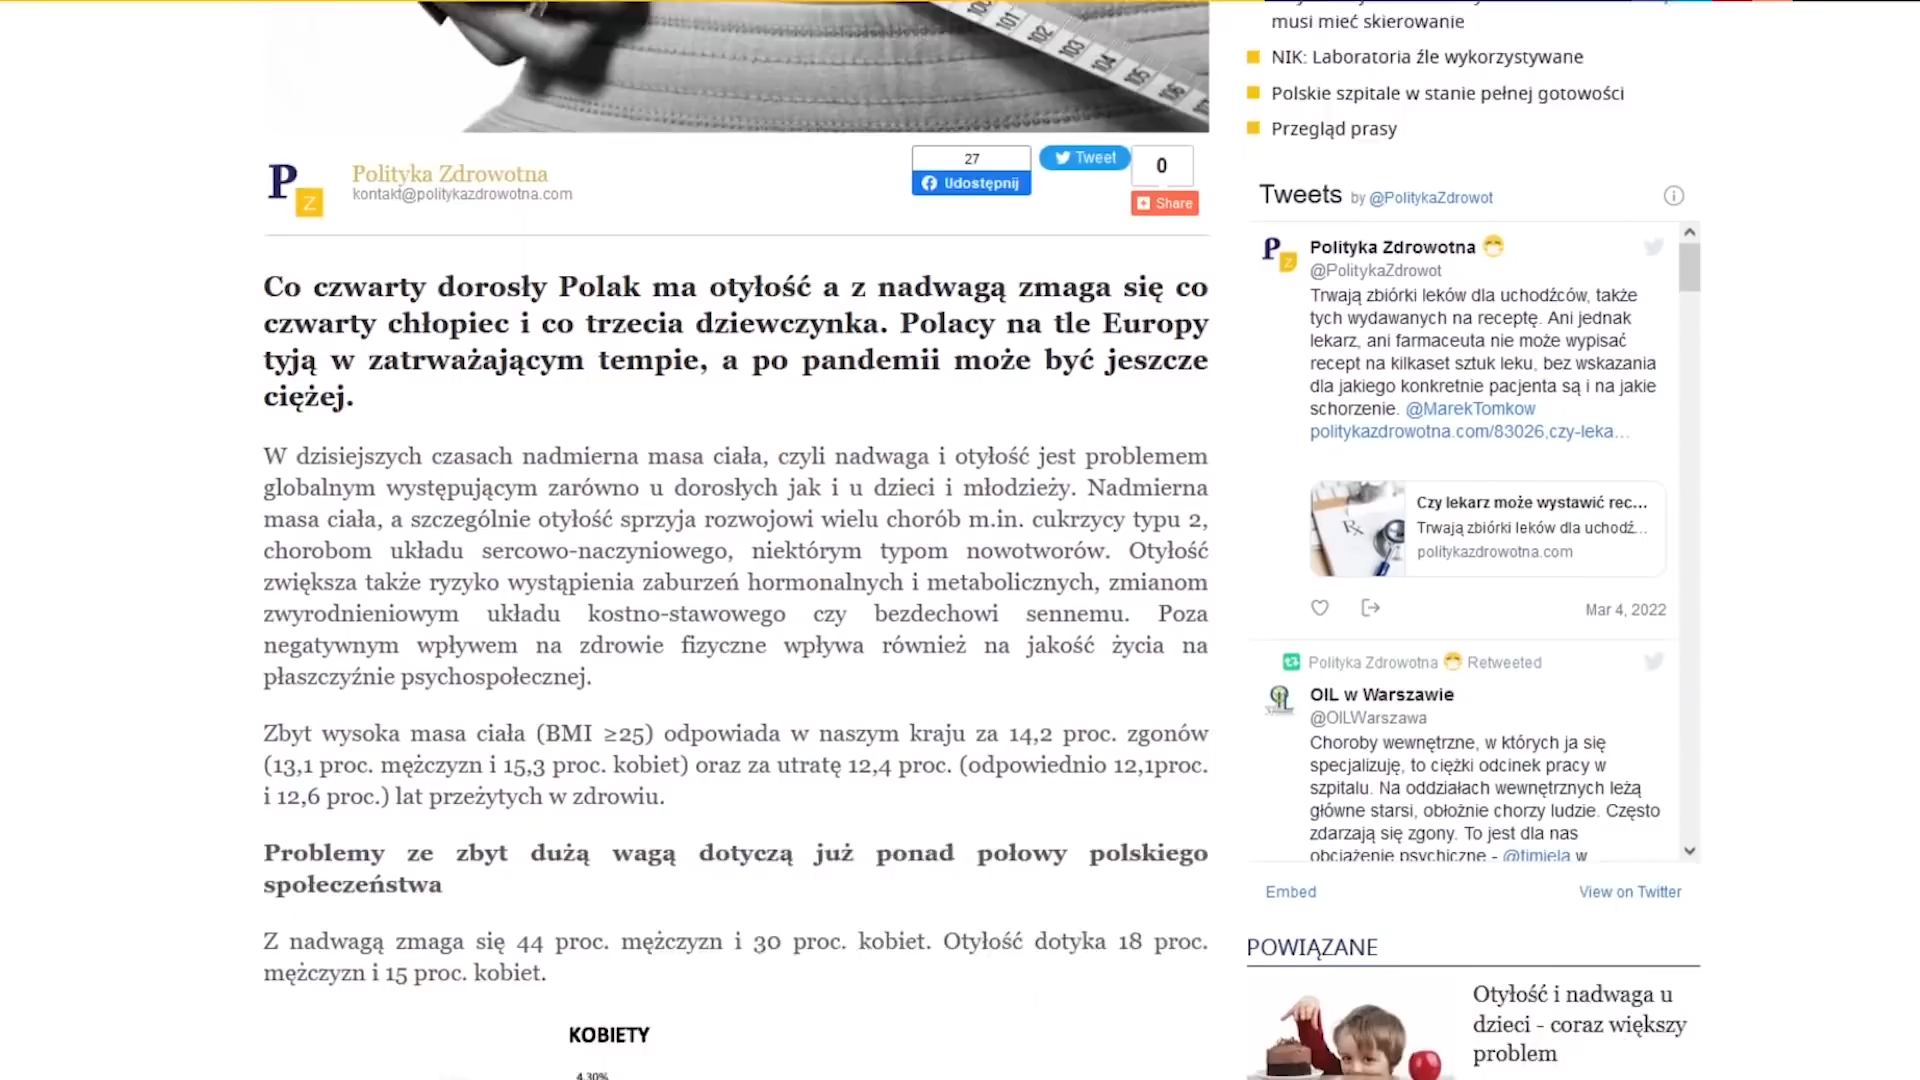 100
101
102
103
104
105
106
musi mieć skierowanie
NIK: Laboratoria źle wykorzystywane
Polskie szpitale w stanie pełnej gotowości
Przegląd prasy
P
Z
Polityka Zdrowotna
kontakt@politykazdrowotna.com
27
Udostępnij
Tweet
0
Share
Co czwarty dorosły Polak ma otyłość a z nadwagą zmaga się co
czwarty chłopiec i co trzecia dziewczynka. Polacy na tle Europy
tyją w zatrważającym tempie, a po pandemii może być jeszcze
ciężej.
W dzisiejszych czasach nadmierna masa ciała, czyli nadwaga i otyłość jest problemem
globalnym występującym zarówno u dorosłych jak i u dzieci i młodzieży. Nadmierna
masa ciała, a szczególnie otyłość sprzyja rozwojowi wielu chorób m.in. cukrzycy typu 2,
chorobom układu sercowo-naczyniowego, niektórym typom nowotworów. Otyłość
zwiększa także ryzyko wystąpienia zaburzeń hormonalnych i metabolicznych, zmianom
zwyrodnieniowym układu kostno-stawowego czy bezdechowi sennemu. Poza
negatywnym wpływem na zdrowie fizyczne wpływa również na jakość życia na
płaszczyźnie psychospołecznej.
Zbyt wysoka masa ciała (BMI ≥25) odpowiada w naszym kraju za 14,2 proc. zgonów
(13,1 proc. mężczyzn i 15,3 proc. kobiet) oraz za utratę 12,4 proc. (odpowiednio 12,1proc.
i 12,6 proc.) lat przeżytych w zdrowiu.
Problemy ze zbyt dużą wagą dotyczą już ponad połowy polskiego
społeczeństwa
Z nadwagą zmaga się 44 proc. mężczyzn i 30 proc. kobiet. Otyłość dotyka 18 proc.
mężczyzn i 15 proc. kobiet.
KOBIETY
4.30%
Tweets by @PolitykaZdrowot
P
Z
Polityka Zdrowotna
@PolitykaZdrowot
Trwają zbiórki leków dla uchodźców, także
tych wydawanych na receptę. Ani jednak
lekarz, ani farmaceuta nie może wypisać
recept na kilkaset sztuk leku, bez wskazania
dla jakiego konkretnie pacjenta są i na jakie
schorzenie. @MarekTomkow
politykazdrowotna.com/83026,czy-leka…
Czy lekarz może wystawić rec...
Trwają zbiórki leków dla uchodź...
politykazdrowotna.com
Mar 4, 2022
Polityka Zdrowotna Retweeted
OIL w Warszawie
@OILWarszawa
Choroby wewnętrzne, w których ja się
specjalizuję, to ciężki odcinek pracy w
szpitalu. Na oddziałach wewnętrznych leżą
główne starsi, obłożnie chorzy ludzie. Często
zdarzają się zgony. To jest dla nas
obciążenie psychiczne - @timiela w
Embed
View on Twitter
POWIĄZANE
Otyłość i nadwaga u
dzieci - coraz większy
problem